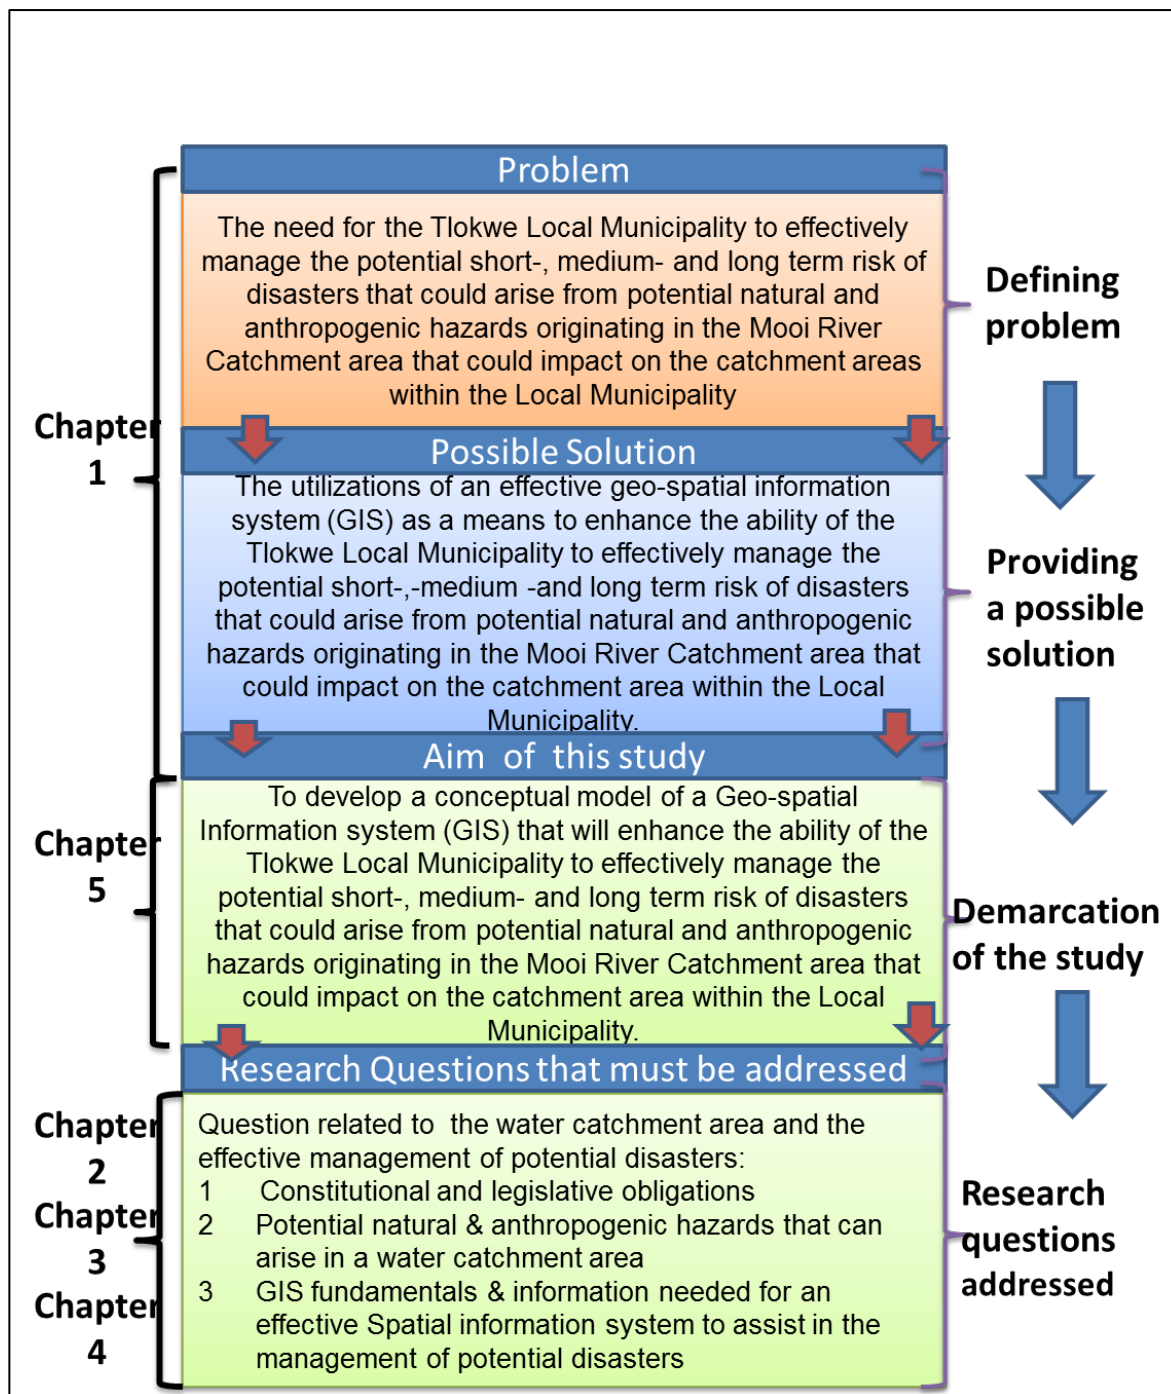 Problem
The need for the Tlokwe Local Municipality to effectively
manage the potential short-, medium- and long term risk of
disasters that could arise from potential natural and
anthropogenic hazards originating in the Mooi River
Catchment area that could impact on the catchment areas
within the Local Municipality
Defining
problem
Chapter
1
Possible Solution
The utilizations of an effective geo-spatial information
system (GIS) as a means to enhance the ability of the
Tlokwe Local Municipality to effectively manage the
potential short-,-medium -and long term risk of disasters
that could arise from potential natural and anthropogenic
hazards originating in the Mooi River Catchment area that
could impact on the catchment area within the Local
Municipality.
Providing
a possible
solution
Aim of this study
To develop a conceptual model of a Geo-spatial
Information system (GIS) that will enhance the ability of the
Tlokwe Local Municipality to effectively manage the
potential short-, medium- and long term risk of disasters
that could arise from potential natural and anthropogenic
hazards originating in the Mooi River Catchment area that
could impact on the catchment area within the Local
Municipality.
Chapter
5
Demarcation
of the study
Research Questions that must be addressed
Question related to the water catchment area and the
effective management of potential disasters:
1 Constitutional and legislative obligations
2 Potential natural & anthropogenic hazards that can
arise in a water catchment area
3 GIS fundamentals & information needed for an
effective Spatial information system to assist in the
management of potential disasters
Chapter
2
Chapter
3
Chapter
4
Research
questions
addressed